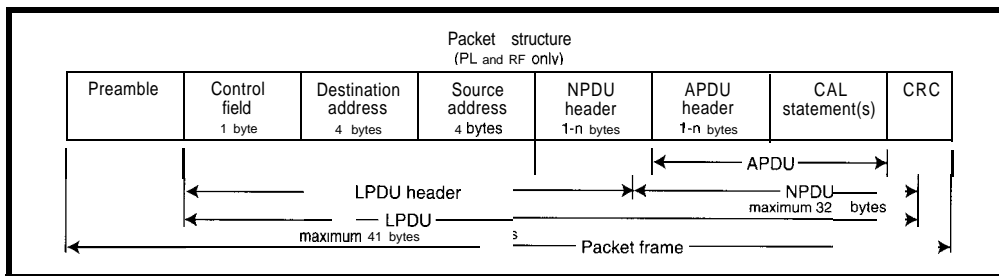 Packet structure
(PL and RF only)
Preamble
Control
field
1 byte
Destination
address
4 bytes
Source
address
4 bytes
NPDU
header
1-n bytes
APDU
header
1-n bytes
CAL
statement(s)
CRC
APDU
LPDU header
NPDU
maximum 32 bytes
LPDU
maximum 41 bytes
s
Packet frame